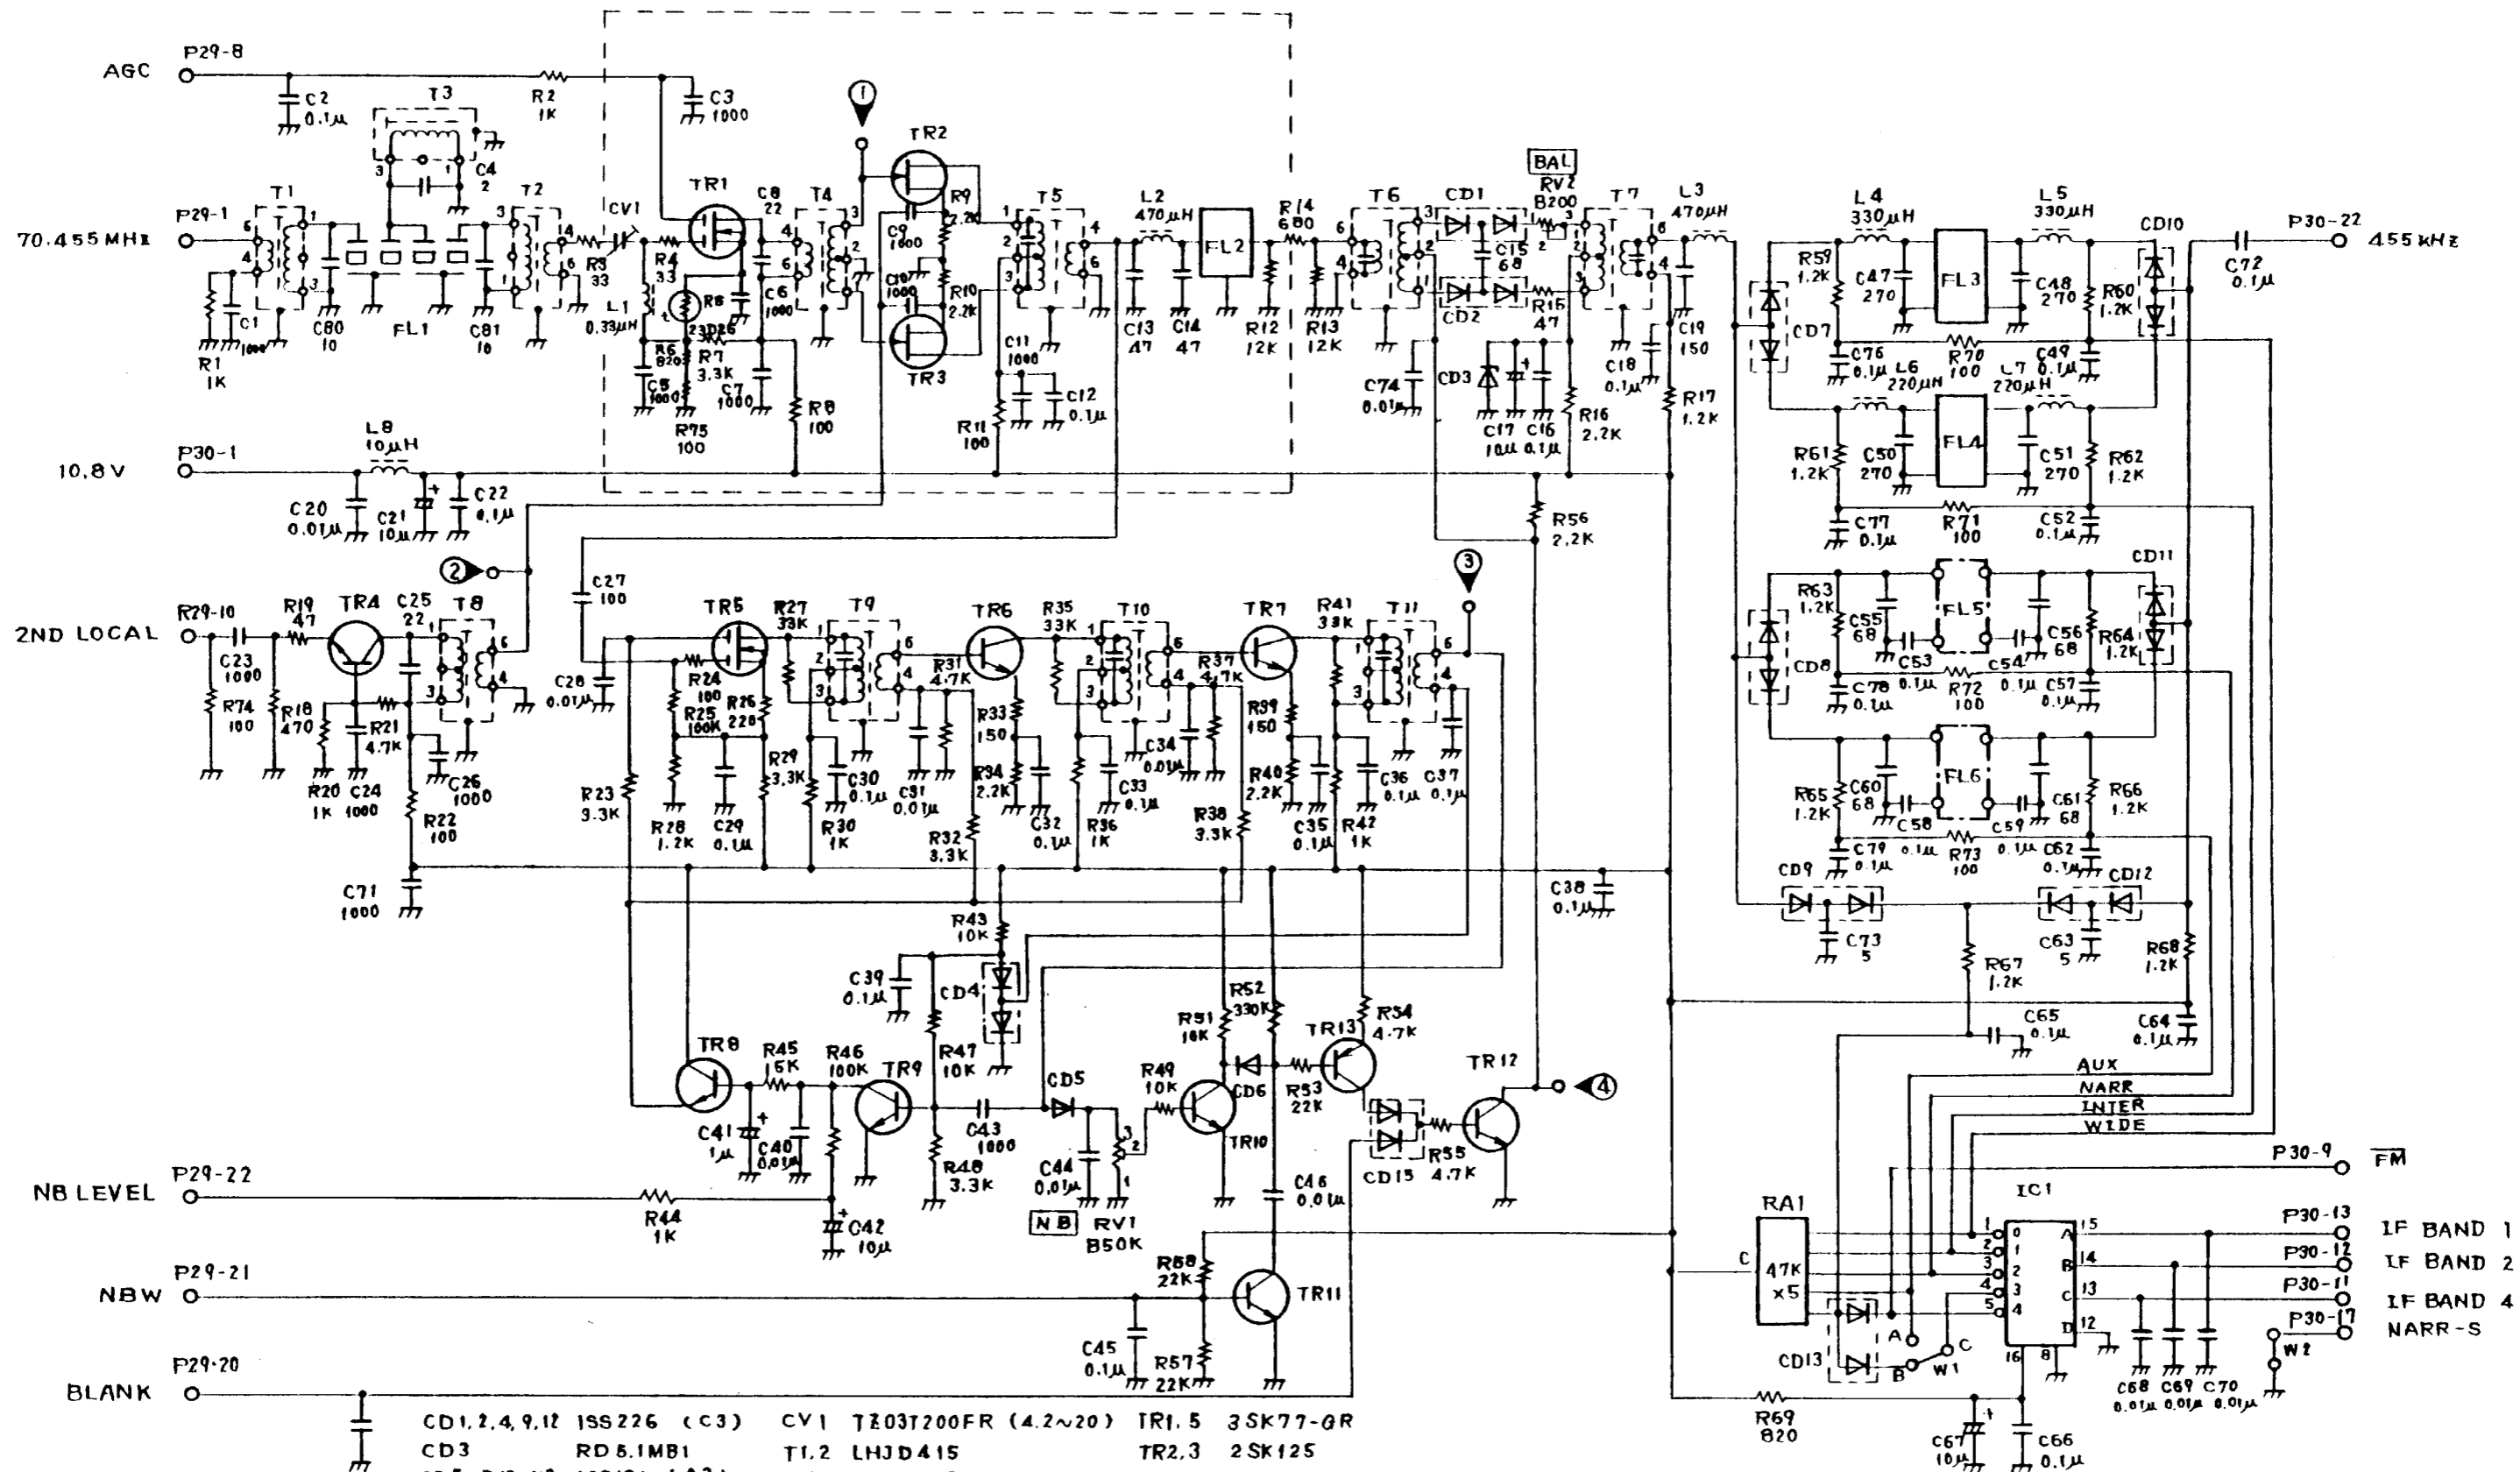 AGC P29-8
C2 0.1μ
R2 1K
C3 1000
T3
C4 2
P29-1
70.455MHz
T1
R1 1K
C1 1000
C80 10
FL1
C81 10
T2
R3 33
CV1
R4 33
L1 0.33μH
TR1
C8 22
T4
TR2
TR3
R9 2.2K
R10 2.2K
C9 1000
C10 1000
C6 1000
R7 3.3K
C5 1000
R75 100
C7 1000
R8 100
R11 100
C11 1000
C12 0.1μ
T5
L2 470μH
C13 47
C14 47
FL2
R12 12K
R14 680
R13 12K
T6
CD1
CD2
C15 68
BAL
RV2 B200
R15 47
T7
L3 470μH
C18 0.1μ
C19 150
C74 0.01μ
CD3
C17 10μ
C16 0.1μ
R16 2.2K
R17 1.2K
L4 330μH
L5 330μH
CD10
P30-22
455KHZ
C72 0.1μ
R59 1.2K
C47 270
FL3
C48 270
R60 1.2K
CD7
C76 0.1μ
R70 100
C49 0.1μ
L6 220μH
L7 220μH
R61 1.2K
C50 270
FL4
C51 270
R62 1.2K
C77 0.1μ
R71 100
C52 0.1μ
CD11
P30-1
10.8V
L8 10μH
C20 0.01μ
C21 10μ
C22 0.1μ
R56 2.2K
①
②
③
④
R29-10
2ND LOCAL
C23 1000
R74 100
R18 470
R19 47
TR4
C25 22
T8
R21 4.7K
R20 1K
C24 1000
C26 1000
R22 100
C71 1000
C27 100
C28 0.01μ
TR5
R24 100
R25 100K
R26 220
R27 33K
T9
R23 3.3K
R28 1.2K
C29 0.1μ
R29 3.3K
R30 1K
C30 0.1μ
C31 0.01μ
R31 4.7K
R32 3.3K
TR6
R33 150
R34 2.2K
C32 0.1μ
R35 33K
T10
R36 1K
C33 0.1μ
C34 0.01μ
R37 4.7K
R38 3.3K
TR7
R39 150
R40 2.2K
C35 0.1μ
R41 33K
T11
R42 1K
C36 0.1μ
C37 0.1μ
C38 0.1μ
R63 1.2K
C55 68
FL5
C56 68
R64 1.2K
CD8
C53 0.1μ
C54 0.1μ
C78 0.1μ
R72 100
C57 0.1μ
R65 1.2K
C60 68
FL6
C61 68
R66 1.2K
C58 0.1μ
C59 0.1μ
C79 0.1μ
R73 100
C62 0.1μ
CD9
CD12
C73 5
C63 5
R67 1.2K
R68 1.2K
C65 0.1μ
C64 0.1μ
AUX
NARR
INTER
WIDE
R43 10K
C39 0.1μ
CD4
R47 10K
TR8
R45 15K
R46 100K
TR9
C41 1μ
C40 0.01μ
C43 1000
R48 3.3K
CD5
C44 0.01μ
NB
RV1 B50K
R49 10K
TR10
R51
CD6
R52 330K
R53 22K
TR13
R54 4.7K
CD15
R55 4.7K
TR12
C46 0.01μ
NB LEVEL P29-22
R44 1K
C42 10μ
NBW P29-21
R58 22K
TR11
C45 0.1μ
R57 22K
BLANK P29-20
P30-9 FM
RA1
C 47K x5
IC1
P30-13 IF BAND 1
P30-12 IF BAND 2
P30-11 IF BAND 4
P30-17 NARR-S
W2
CD13
A B C W1
C68 0.01μ
C69 0.01μ
C70 0.01μ
R69 820
C67 10μ
C66 0.1μ
CD1,2,4,9,12 1SS226 (C3) CV1 TZ03T200FR (4.2~20) TR1,5 3SK77-GR
CD3 RD5.1MB1 T1,2 LHJD415 TR2,3 2SK125